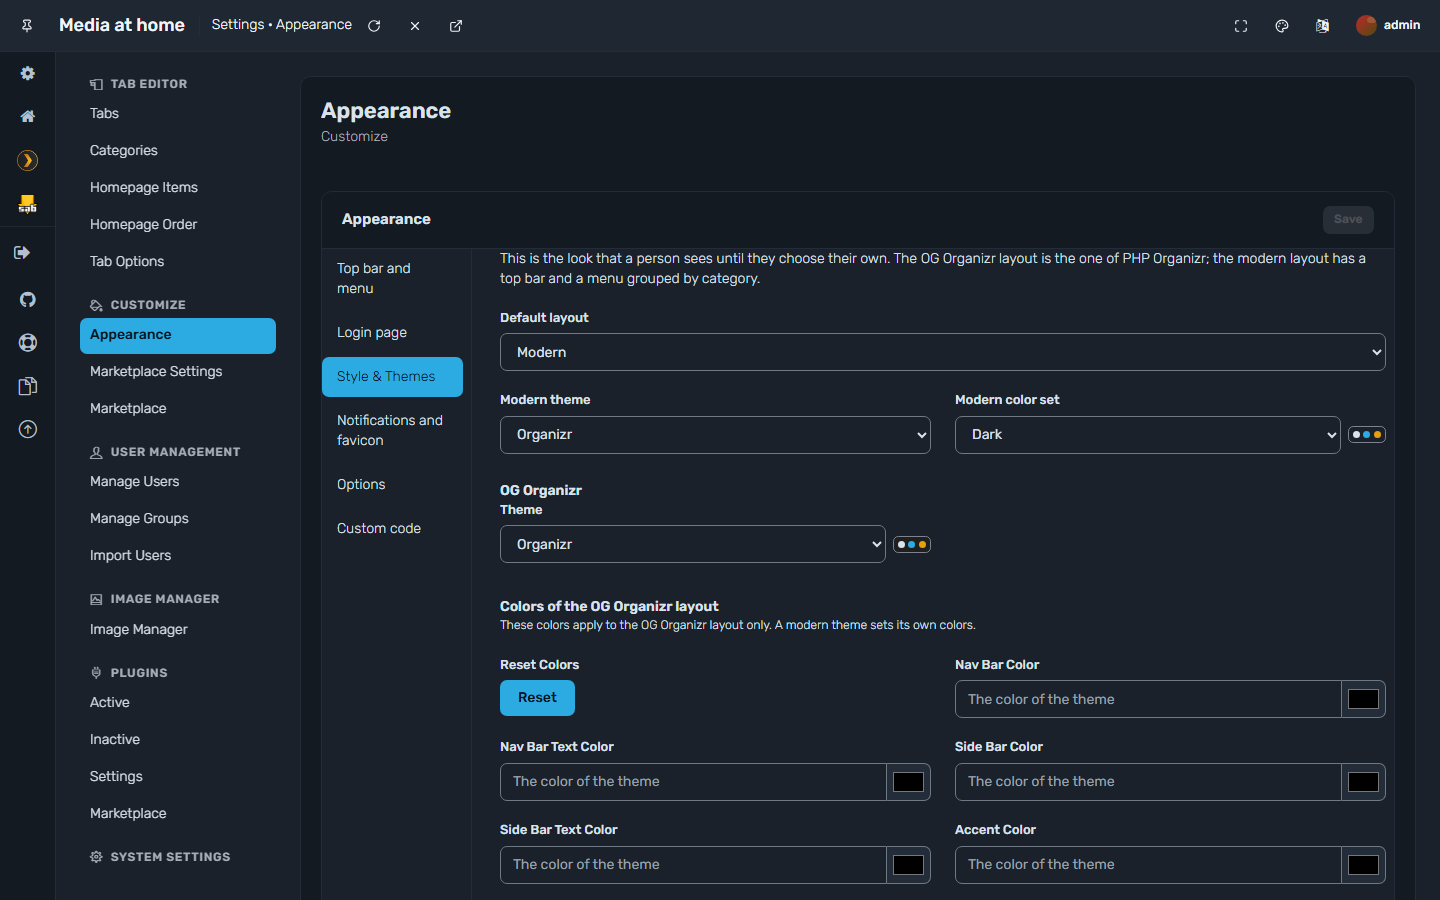 Media at home
Settings • Appearance
admin
TAB EDITOR
Tabs
Categories
Homepage Items
Homepage Order
Tab Options
CUSTOMIZE
Appearance
Marketplace Settings
Marketplace
USER MANAGEMENT
Manage Users
Manage Groups
Import Users
IMAGE MANAGER
Image Manager
PLUGINS
Active
Inactive
Settings
Marketplace
SYSTEM SETTINGS
sab
Appearance
Customize
Appearance
Save
Top bar and
menu
Login page
Style & Themes
Notifications and
favicon
Options
Custom code
This is the look that a person sees until they choose their own. The OG Organizr layout is the one of PHP Organizr; the modern layout has a
top bar and a menu grouped by category.
Default layout
Modern
Modern theme
Modern color set
Organizr
Dark
OG Organizr
Theme
Organizr
Colors of the OG Organizr layout
These colors apply to the OG Organizr layout only. A modern theme sets its own colors.
Reset Colors
Nav Bar Color
Reset
The color of the theme
Nav Bar Text Color
Side Bar Color
The color of the theme
The color of the theme
Side Bar Text Color
Accent Color
The color of the theme
The color of the theme